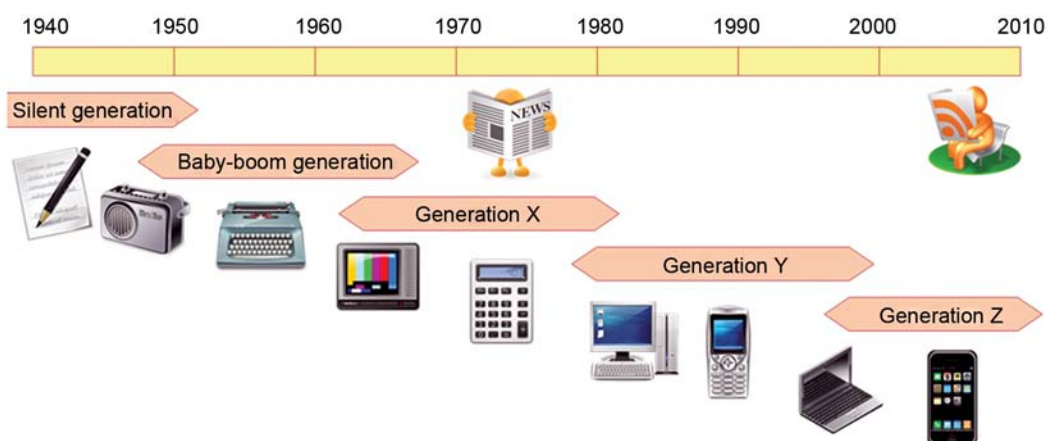 1940 1950 1960 1970 1980 1990 2000 2010
Silent generation
NEWS
Baby-boom generation
Generation X
Generation Y
Generation Z